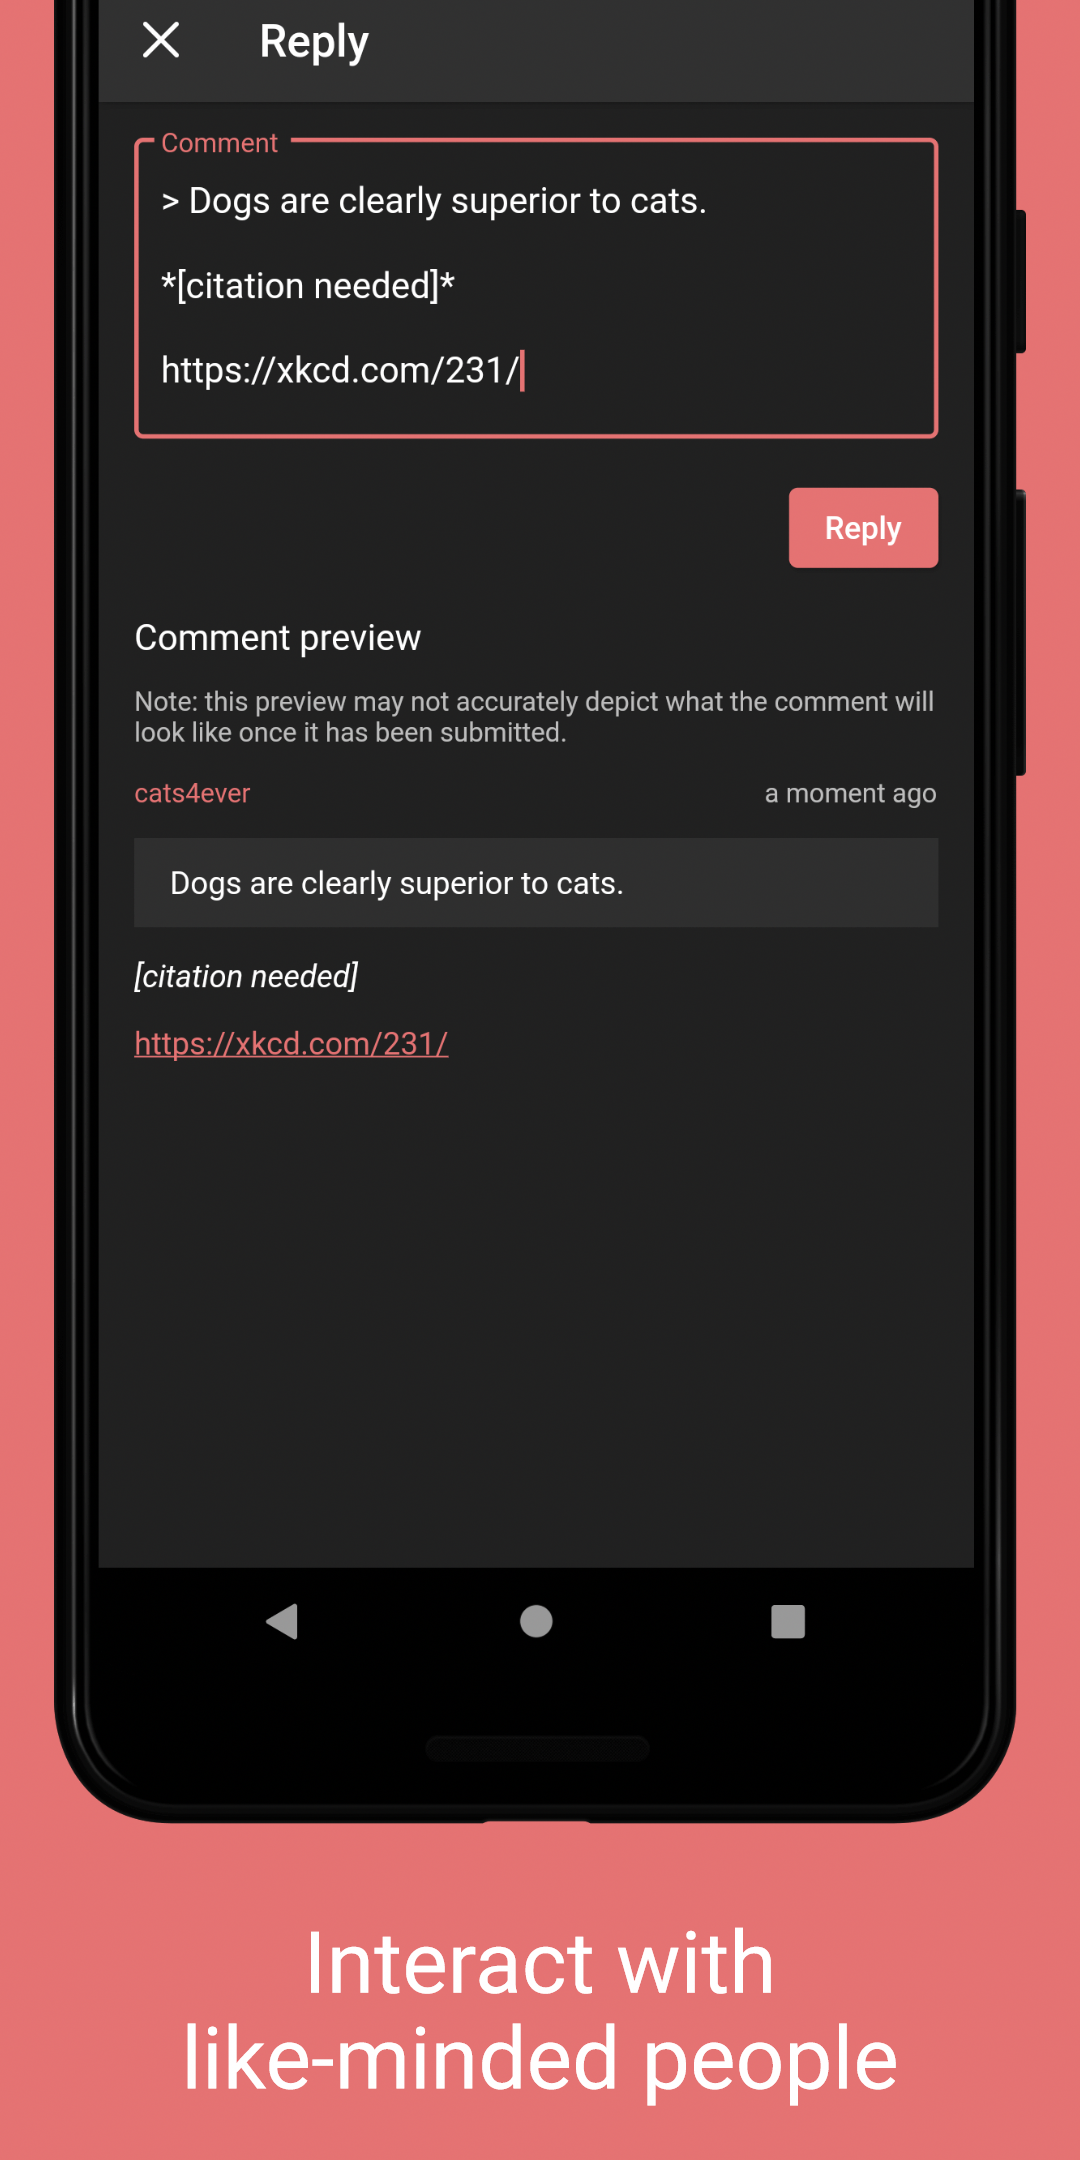 Reply
Comment
> Dogs are clearly superior to cats.
*[citation needed]*
https://xkcd.com/231/
Reply
Comment preview
Note: this preview may not accurately depict what the comment will
look like once it has been submitted.
cats4ever
a moment ago
Dogs are clearly superior to cats.
[citation needed]
https://xkcd.com/231/
Interact with
like-minded people